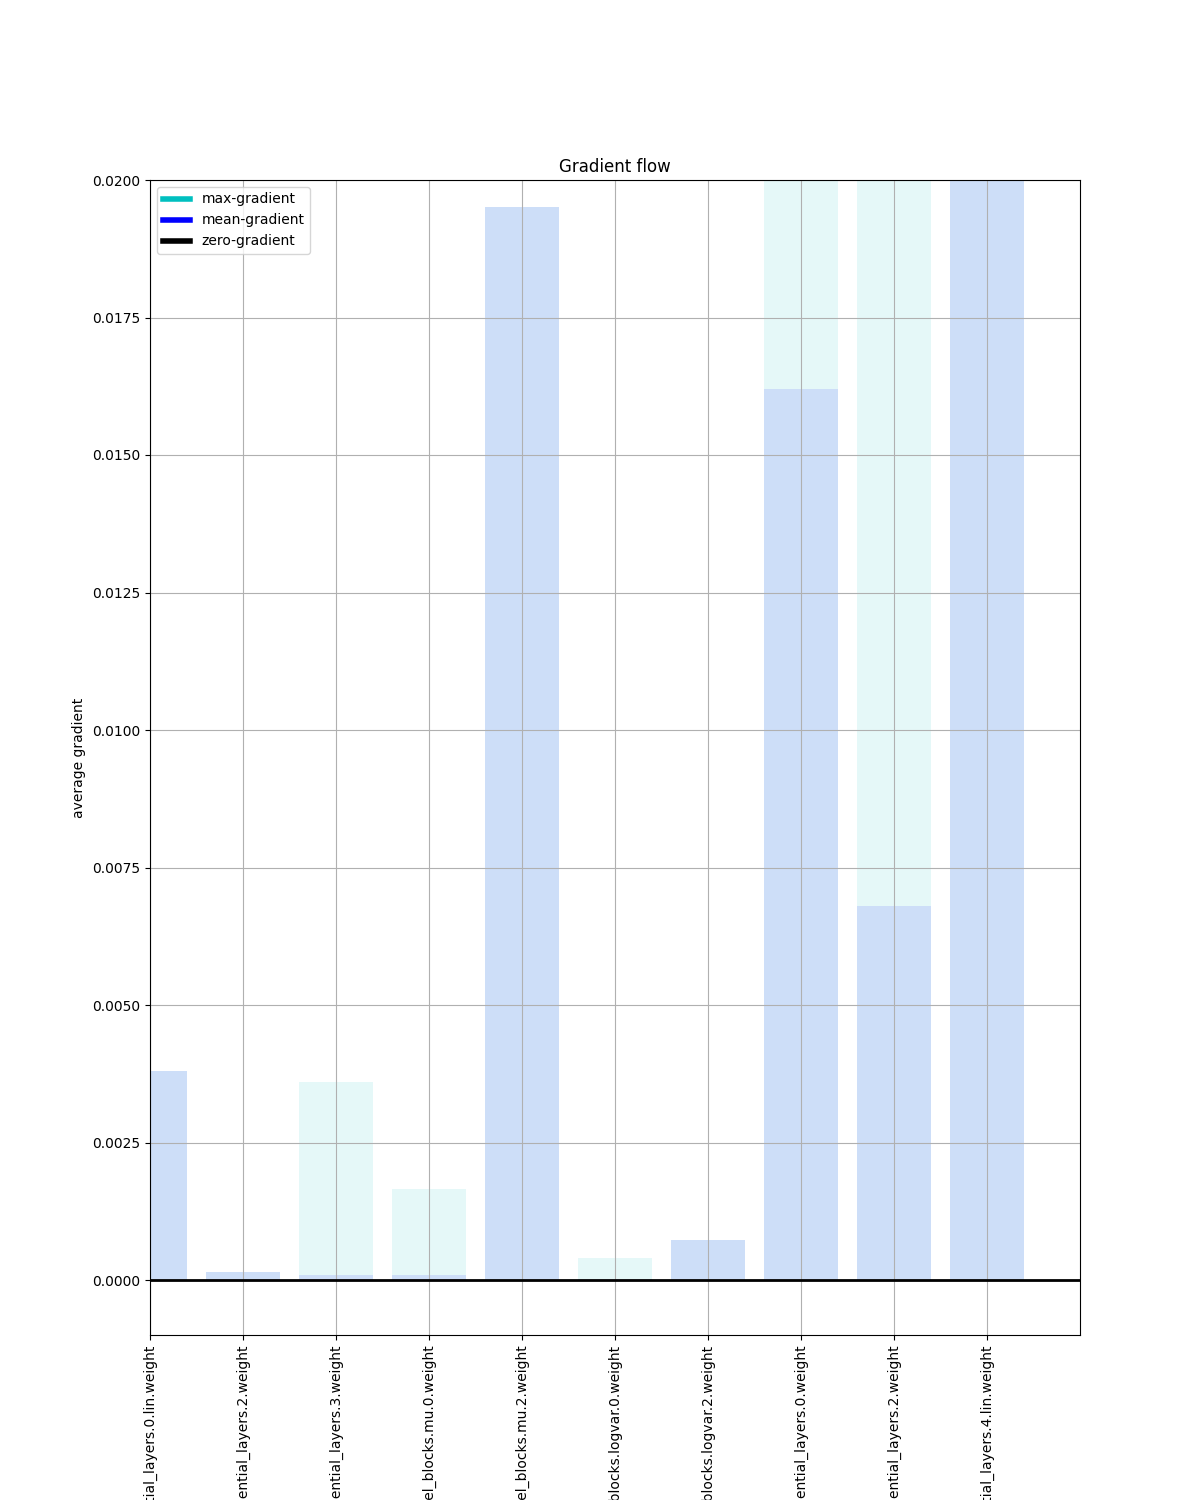 Gradient flow
max-gradient
mean-gradient
zero-gradient
average gradient
0.0200
0.0175
0.0150
0.0125
0.0100
0.0075
0.0050
0.0025
0.0000
tial_layers.0.lin.weight
ential_layers.2.weight
ential_layers.3.weight
el_blocks.mu.0.weight
el_blocks.mu.2.weight
blocks.logvar.0.weight
blocks.logvar.2.weight
ential_layers.0.weight
ential_layers.2.weight
tial_layers.4.lin.weight